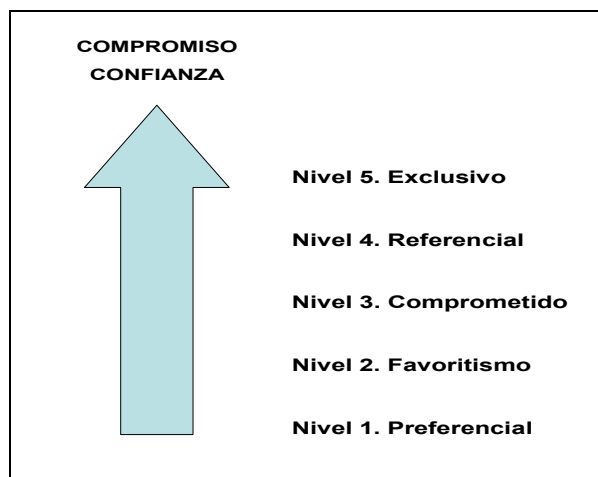 COMPROMISO
CONFIANZA
Nivel 5. Exclusivo
Nivel 4. Referencial
Nivel 3. Comprometido
Nivel 2. Favoritismo
Nivel 1. Preferencial